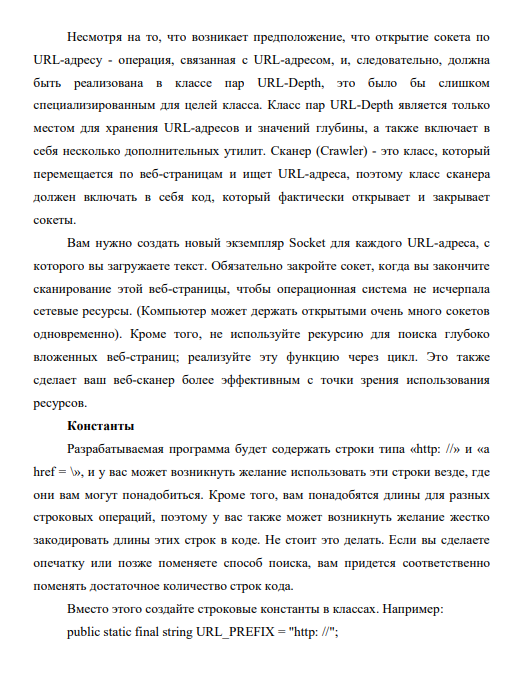 Несмотря на то, что возникает предположение, что открытие сокета по
URL-адресу - операция, связанная с URL-адресом, и, следовательно, должна
быть реализована в классе пар URL-Depth, это было бы слишком
специализированным для целей класса. Класс пар URL-Depth является только
местом для хранения URL-адресов и значений глубины, а также включает в
себя несколько дополнительных утилит. Сканер (Crawler) - это класс, который
перемещается по веб-страницам и ищет URL-адреса, поэтому класс сканера
должен включать в себя код, который фактически открывает и закрывает
сокеты.
Вам нужно создать новый экземпляр Socket для каждого URL-адреса, с
которого вы загружаете текст. Обязательно закройте сокет, когда вы закончите
сканирование этой веб-страницы, чтобы операционная система не исчерпала
сетевые ресурсы. (Компьютер может держать открытыми очень много сокетов
одновременно). Кроме того, не используйте рекурсию для поиска глубоко
вложенных веб-страниц; реализуйте эту функцию через цикл. Это также
сделает ваш веб-сканер более эффективным с точки зрения использования
ресурсов.
Константы
Разрабатываемая программа будет содержать строки типа «http: //» и «a
href = \», и у вас может возникнуть желание использовать эти строки везде, где
они вам могут понадобиться. Кроме того, вам понадобятся длины для разных
строковых операций, поэтому у вас также может возникнуть желание жестко
закодировать длины этих строк в коде. Не стоит это делать. Если вы сделаете
опечатку или позже поменяете способ поиска, вам придется соответственно
поменять достаточное количество строк кода.
Вместо этого создайте строковые константы в классах. Например:
public static final string URL_PREFIX = "http: //";